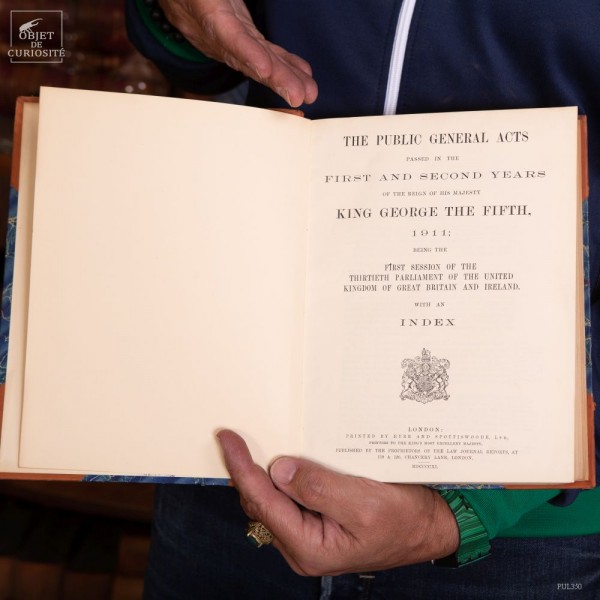 OBJET
DE
CURIOSITÉ
THE PUBLIC GENERAL ACTS
PASSED IN THE
FIRST AND SECOND YEARS
OF THE REIGN OF HIS MAJESTY
KING GEORGE THE FIFTH,
1911;
BEING THE
FIRST SESSION OF THE
THIRTIETH PARLIAMENT OF THE UNITED
KINGDOM OF GREAT BRITAIN AND IRELAND.
WITH AN
INDEX
LONDON:
PRINTED BY EYRE AND SPOTTISWOODE, LTD.,
PRINTERS TO THE KING'S MOST EXCELLENT MAJESTY.
PUBLISHED BY THE PROPRIETORS OF THE LAW JOURNAL REPORTS, AT
CHANCERY LANE, LONDON.
MDCCCCXI.
PUL350